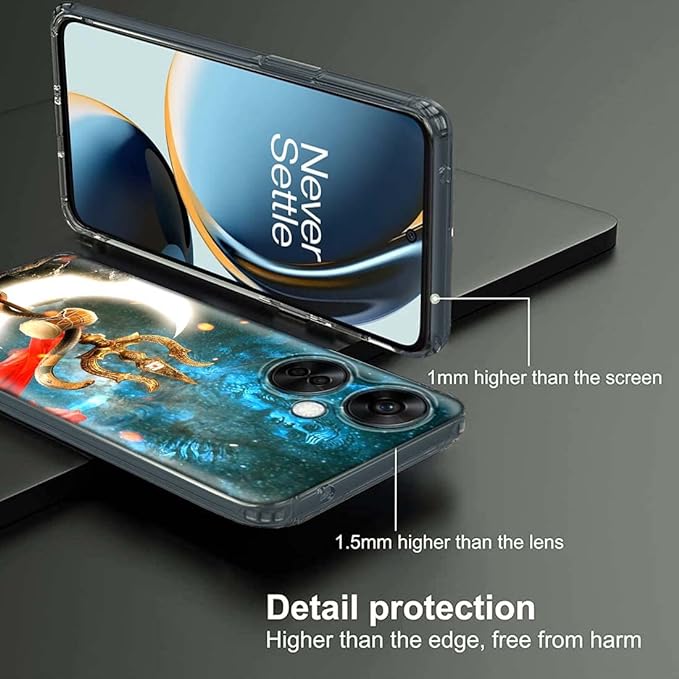 Never
Settle
1mm higher than the screen
1.5mm higher than the lens
Detail protection
Higher than the edge, free from harm